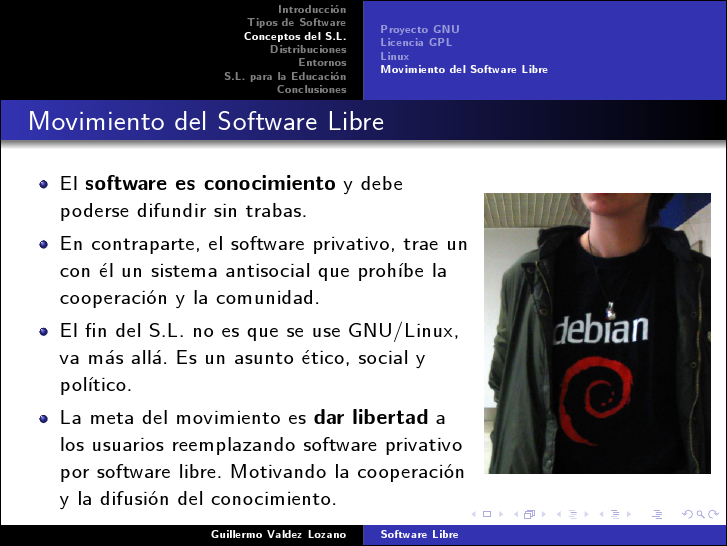 Introducción
Tipos de Software
Conceptos del S.L.
Distribuciones
Entornos
S.L. para la Educación
Conclusiones
Proyecto GNU
Licencia GPL
Linux
Movimiento del Software Libre
Movimiento del Software Libre
El software es conocimiento y debe
poderse difundir sin trabas.
En contraparte, el software privativo, trae un
con él un sistema antisocial que prohíbe la
cooperación y la comunidad.
El fin del S.L. no es que se use GNU/Linux,
va más allá. Es un asunto ético, social y
político.
La meta del movimiento es dar libertad a
los usuarios reemplazando software privativo
por software libre. Motivando la cooperación
y la difusión del conocimiento.
debian
Guillermo Valdez Lozano
Software Libre